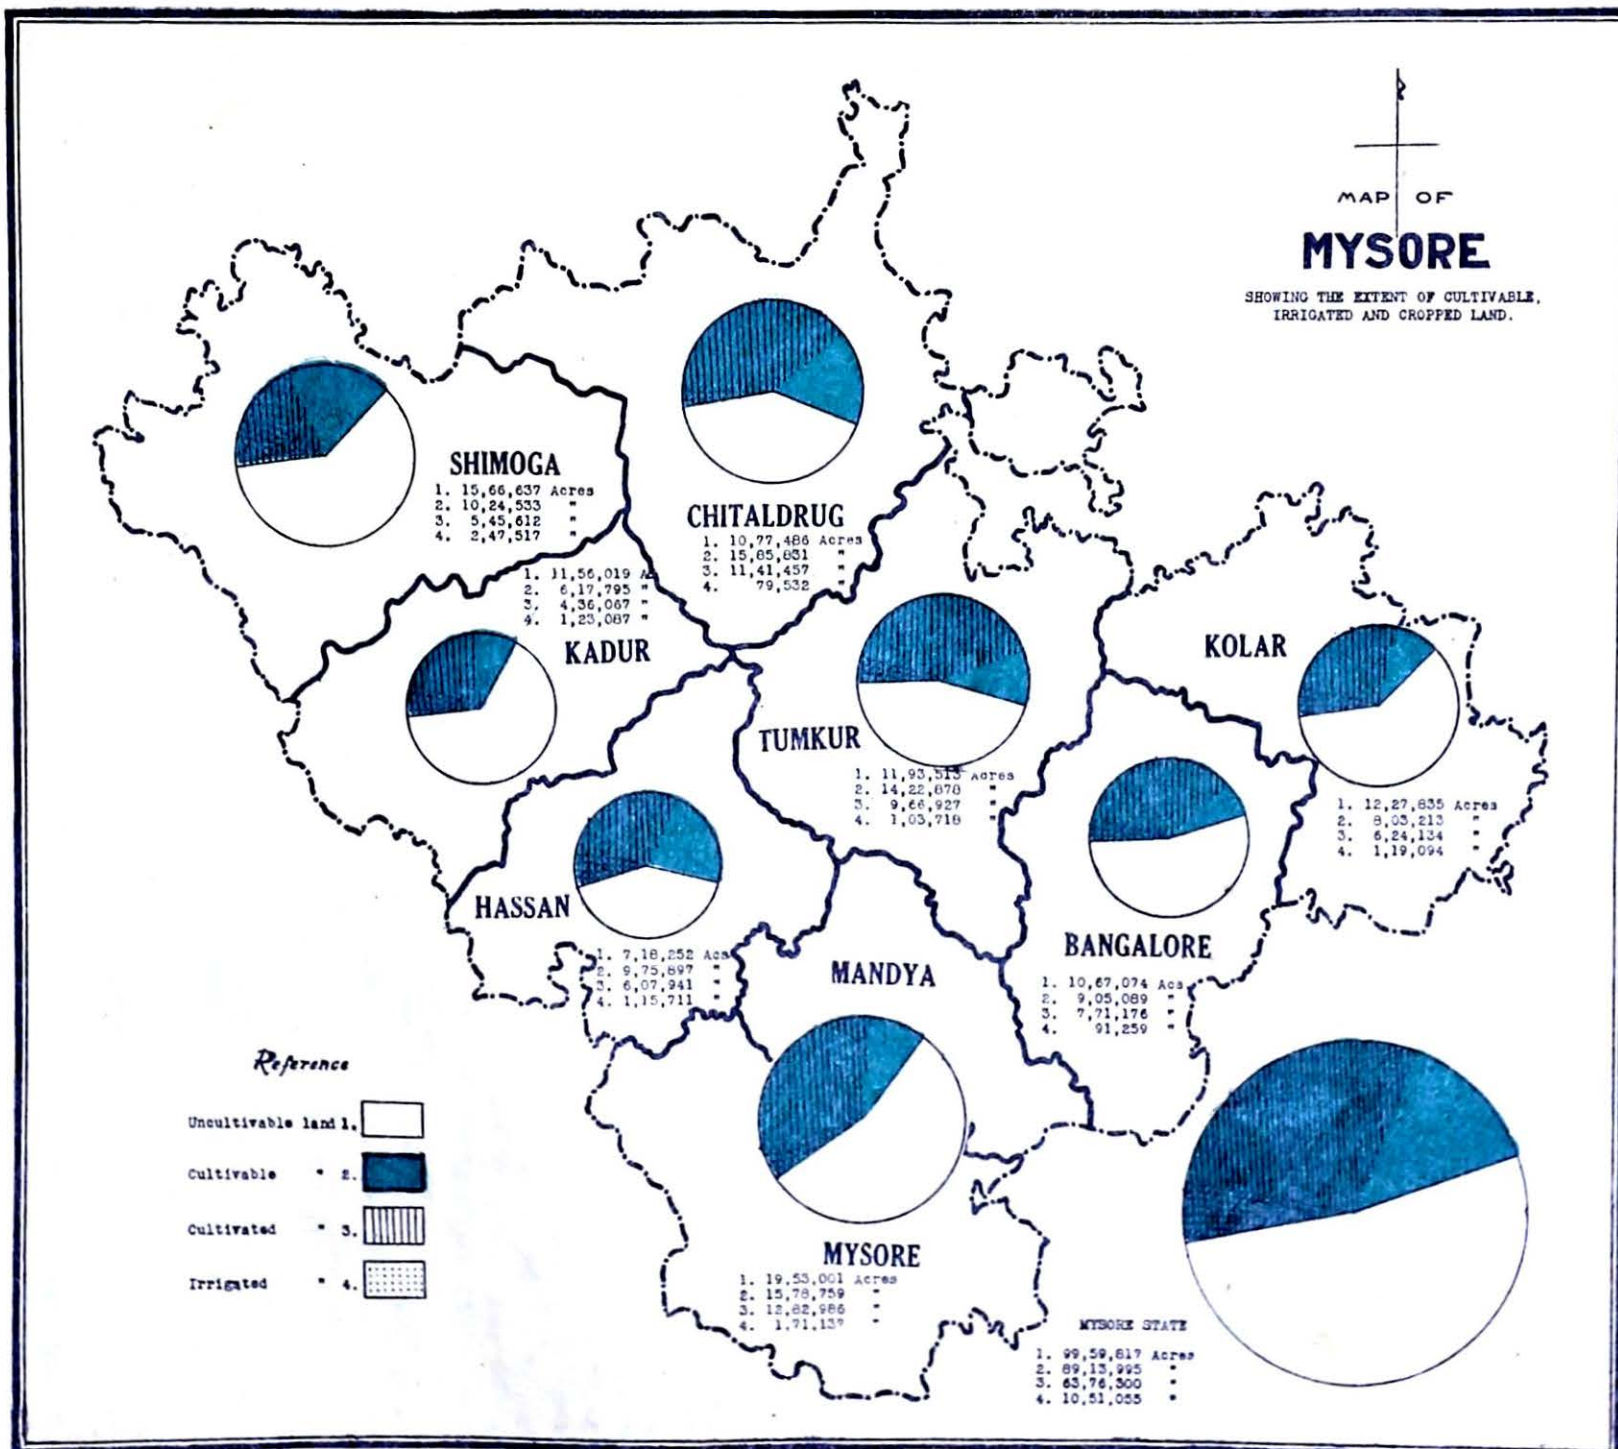 MAP OF
MYSORE
SHOWING THE EXTENT OF CULTIVABLE,
IRRIGATED AND CROPPED LAND.
SHIMOGA
1. 15,66,637 Acres
2. 10,24,533 "
3. 5,45,612 "
4. 2,47,517 "
CHITALDRUG
1. 10,77,486 Acres
2. 15,85,831 "
3. 11,41,457 "
4. 79,532 "
1. 11,56,019 A
2. 6,17,795 "
3. 4,36,067 "
4. 1,23,087 "
KADUR
KOLAR
1. 12,27,835 Acres
2. 8,03,213 "
3. 6,24,134 "
4. 1,19,094 "
TUMKUR
1. 11,93,513 Acres
2. 14,22,878 "
3. 9,66,927 "
4. 1,03,718 "
HASSAN
1. 7,18,252 Acs
2. 9,75,897 "
3. 6,07,941 "
4. 1,15,711 "
MANDYA
BANGALORE
1. 10,67,074 Acs
2. 9,05,089 "
3. 7,71,176 "
4. 91,259 "
Reference
Uncultivable land 1.
Cultivable " 2.
Cultivated " 3.
Irrigated " 4.
MYSORE
1. 19,53,001 Acres
2. 15,78,759 "
3. 12,82,986 "
4. 1,71,137 "
MYSORE STATE
1. 99,59,817 Acres
2. 89,13,995 "
3. 63,76,300 "
4. 10,51,055 "